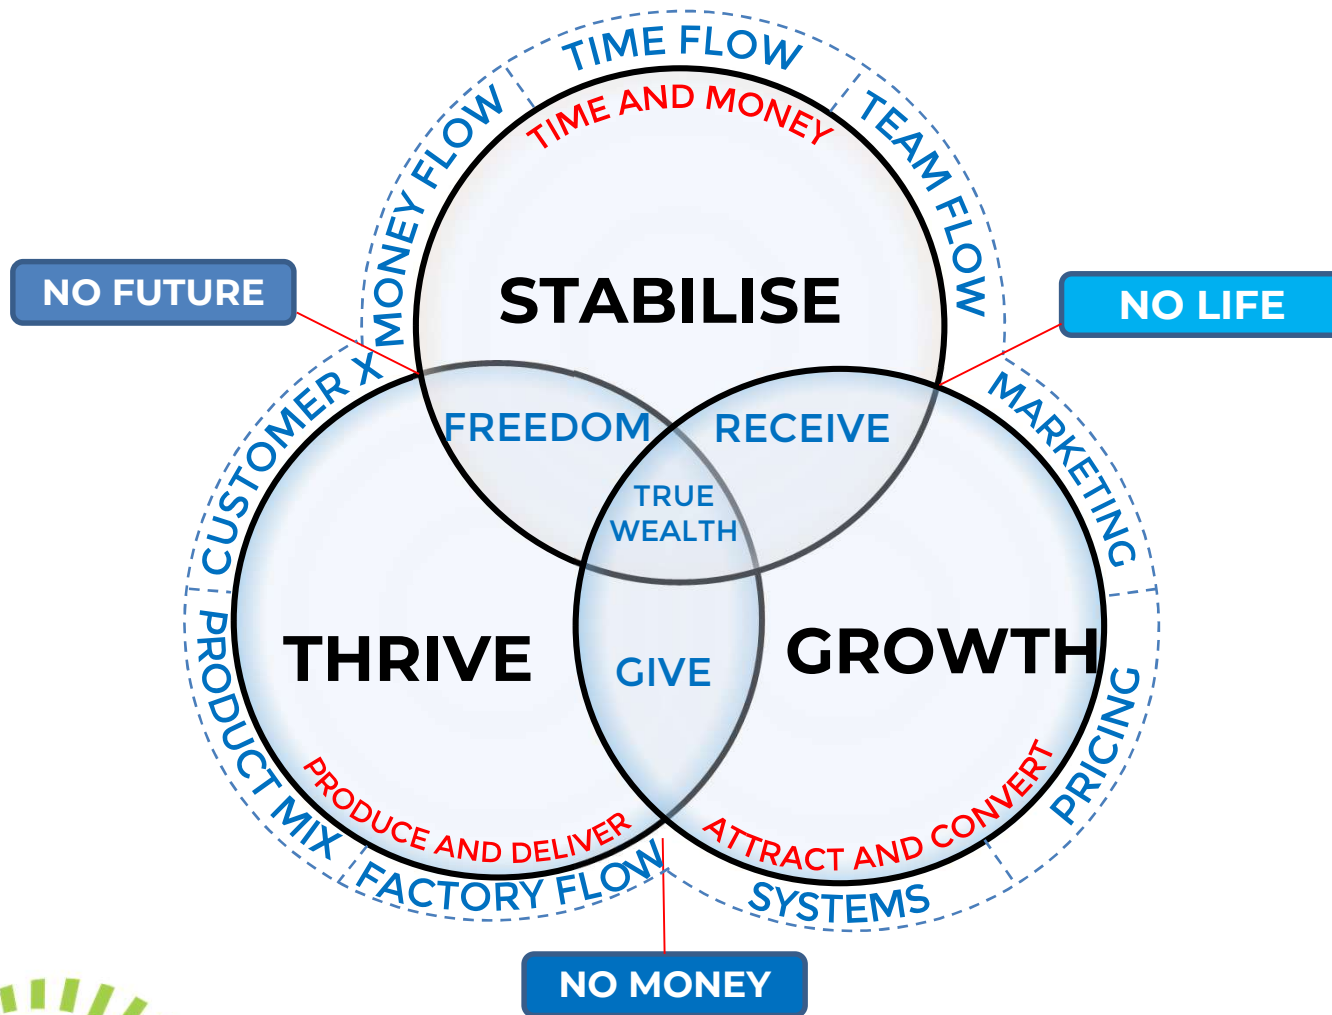 TIME FLOW
MONEY FLOW
TEAM FLOW
TIME AND MONEY
STABILISE
NO FUTURE
NO LIFE
CUSTOMER X
MARKETING
FREEDOM
RECEIVE
TRUE
WEALTH
THRIVE
GROWTH
GIVE
PRODUCT MIX
PRICING
PRODUCE AND DELIVER
ATTRACT AND CONVERT
FACTORY FLOW
SYSTEMS
NO MONEY